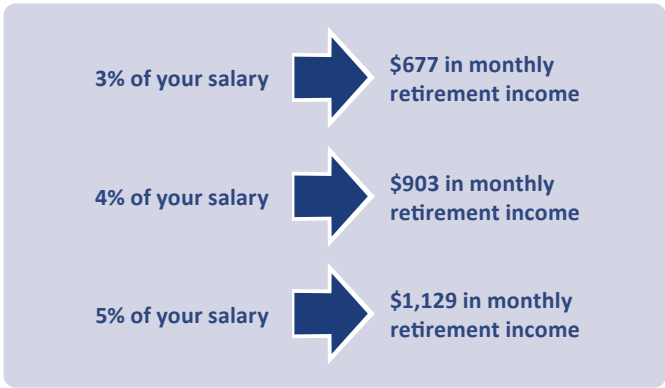 3% of your salary
$677 in monthly
retirement income
4% of your salary
$903 in monthly
retirement income
5% of your salary
$1,129 in monthly
retirement income